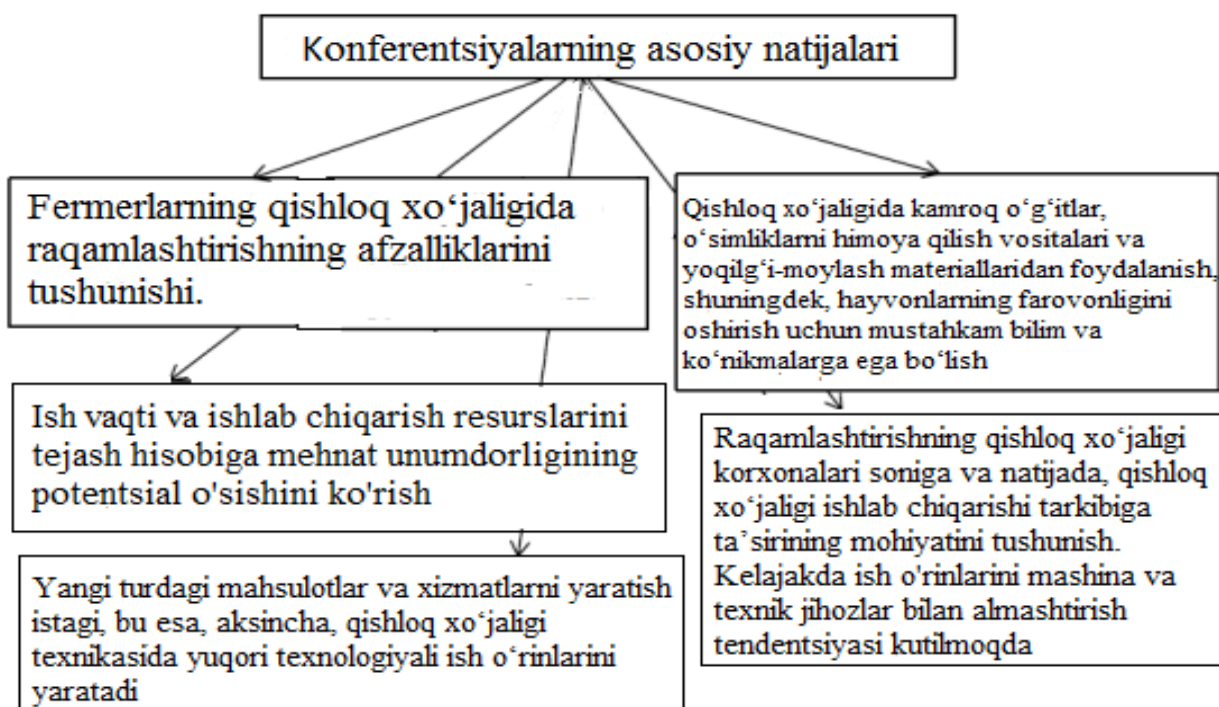 Konferentsiyalarning asosiy natijalari
Fermerlarning qishloq xo‘jaligida
raqamlashtirishning afzalliklarini
tushunishi.
Qishloq xo‘jaligida kamroq o‘g‘itlar,
o‘simliklarni himoya qilish vositalari va
yoqilg‘i-moylash materiallaridan foydalanish,
shuningdek, hayvonlarning farovonligini
oshirish uchun mustahkam bilim va
ko‘nikmalarga ega bo‘lish
Ish vaqti va ishlab chiqarish resurslarini
tejash hisobiga mehnat unumdorligining
potentsial o'sishini ko'rish
Raqamlashtirishning qishloq xo‘jaligi
korxonalari soniga va natijada, qishloq
xo‘jaligi ishlab chiqarishi tarkibiga
ta’sirining mohiyatini tushunish.
Kelajakda ish o'rinlarini mashina va
texnik jihozlar bilan almashtirish
tendentsiyasi kutilmoqda
Yangi turdagi mahsulotlar va xizmatlarni yaratish
istagi, bu esa, aksincha, qishloq xo‘jaligi
texnikasida yuqori texnologiyali ish o‘rinlarini
yaratadi